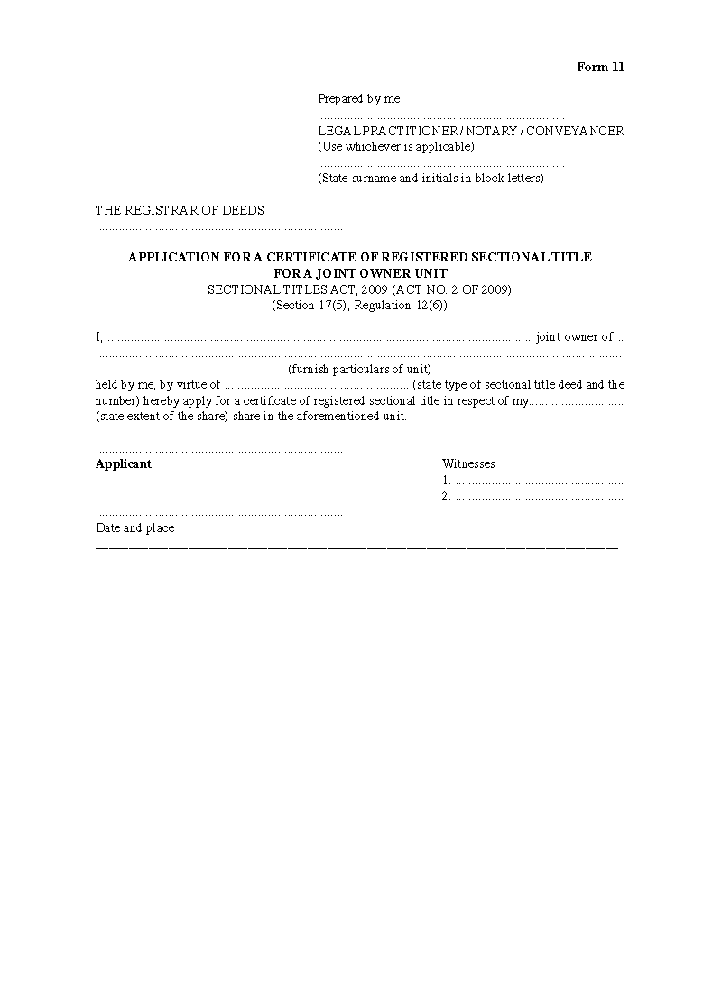 Form 11
Prepared by me
...........................................................................
LEGAL PRACTITIONER / NOTARY / CONVEYANCER
(Use whichever is applicable)
...........................................................................
(State surname and initials in block letters)
THE REGISTRAR OF DEEDS
...........................................................................
APPLICATION FOR A CERTIFICATE OF REGISTERED SECTIONAL TITLE
FOR A JOINT OWNER UNIT
SECTIONAL TITLES ACT, 2009 (ACT NO. 2 OF 2009)
(Section 17(5), Regulation 12(6))
I, ................................................................................................................................ joint owner of ..
................................................................................................................................................................
(furnish particulars of unit)
held by me, by virtue of ........................................................ (state type of sectional title deed and the
number) hereby apply for a certificate of registered sectional title in respect of my.............................
(state extent of the share) share in the aforementioned unit.
...........................................................................
Applicant Witnesses
1. ...................................................
2. ...................................................
...........................................................................
Date and place
_______________________________________________________________________________